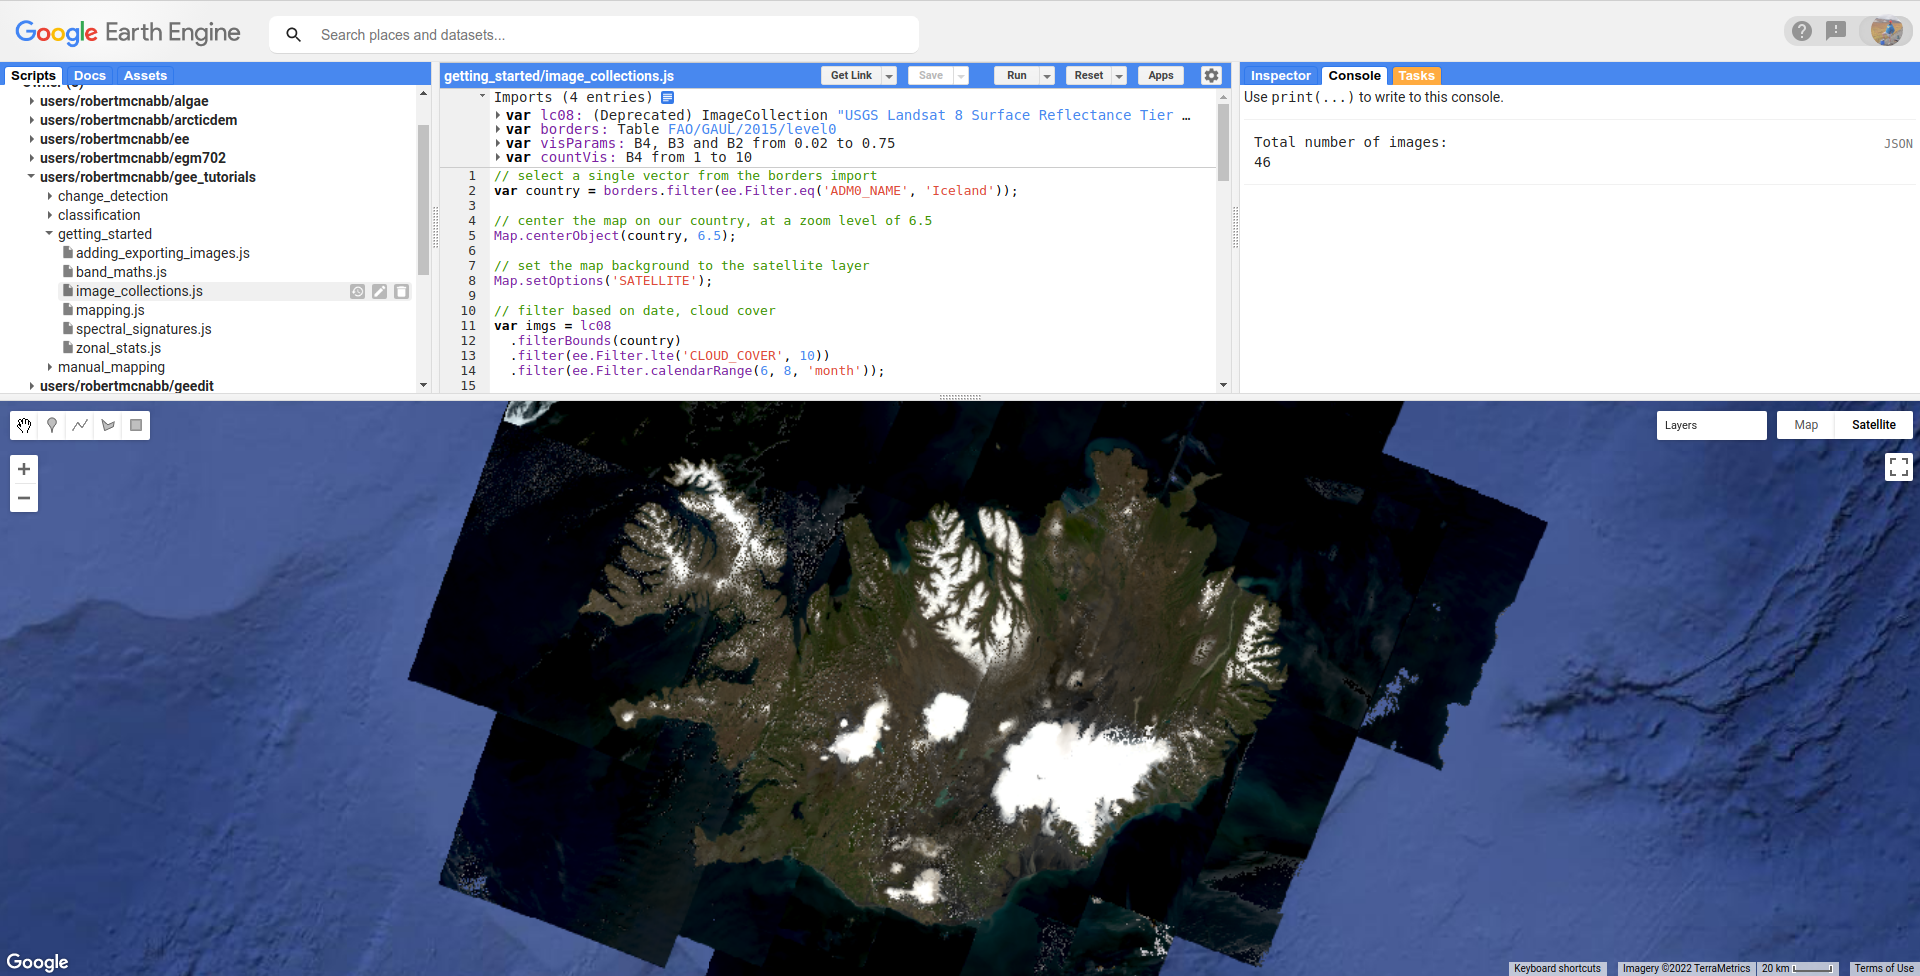 Google Earth Engine
Search places and datasets...
Scripts Docs Assets
users/robertmcnabb/algae
users/robertmcnabb/arcticdem
users/robertmcnabb/ee
users/robertmcnabb/egm702
users/robertmcnabb/gee_tutorials
change_detection
classification
getting_started
adding_exporting_images.js
band_maths.js
image_collections.js
mapping.js
spectral_signatures.js
zonal_stats.js
manual_mapping
users/robertmcnabb/geedit
getting_started/image_collections.js
Get Link Save Run Reset Apps
Imports (4 entries)
var lc08: (Deprecated) ImageCollection "USGS Landsat 8 Surface Reflectance Tier …
var borders: Table FAO/GAUL/2015/level0
var visParams: B4, B3 and B2 from 0.02 to 0.75
var countVis: B4 from 1 to 10
1 // select a single vector from the borders import
2 var country = borders.filter(ee.Filter.eq('ADM0_NAME', 'Iceland'));
3
4 // center the map on our country, at a zoom level of 6.5
5 Map.centerObject(country, 6.5);
6
7 // set the map background to the satellite layer
8 Map.setOptions('SATELLITE');
9
10 // filter based on date, cloud cover
11 var imgs = lc08
12 .filterBounds(country)
13 .filter(ee.Filter.lte('CLOUD_COVER', 10))
14 .filter(ee.Filter.calendarRange(6, 8, 'month'));
15
Inspector Console Tasks
Use print(...) to write to this console.
Total number of images:
JSON
46
Layers
Map Satellite
Google
Keyboard shortcuts
Imagery ©2022 TerraMetrics
20 km
Terms of Use